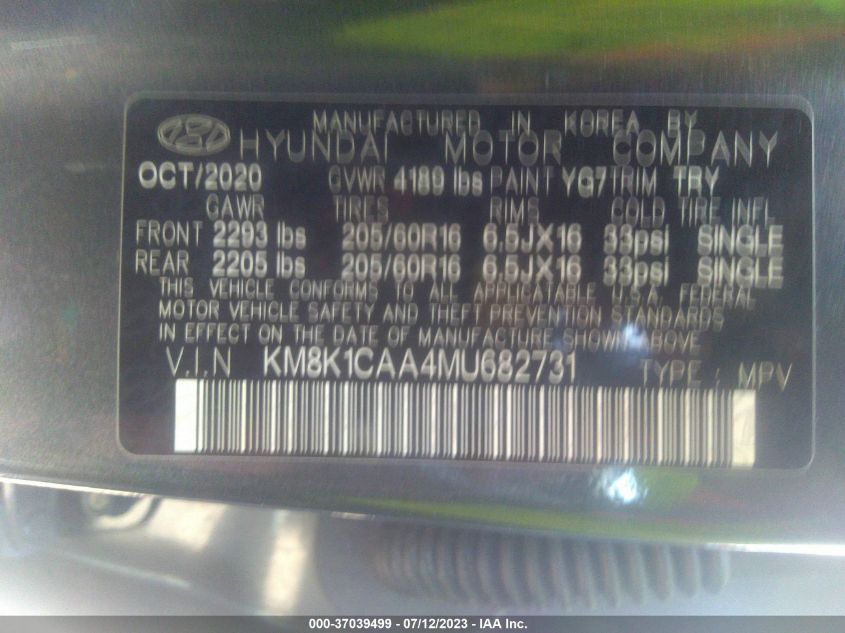 MANUFACTURED IN KOREA BY
HYUNDAI MOTOR COMPANY
OCT/2020 GVWR 4189 lbs PAINT YG7 TRIM TRY
GAWR TIRES RIMS COLD TIRE INFL
FRONT 2293 lbs 205/60R16 6.5JX16 33psi SINGLE
REAR 2205 lbs 205/60R16 6.5JX16 33psi SINGLE
THIS VEHICLE CONFORMS TO ALL APPLICATABLE U.S.A. FEDERAL
MOTOR VEHICLE SAFETY AND THEFT PREVENTION STANDARDS
IN EFFECT ON THE DATE OF MANUFACTURE SHOWN ABOVE
V.I.N KM8K1CAA4MU682731 TYPE : MPV
000-37039499 - 07/12/2023 - IAA Inc.